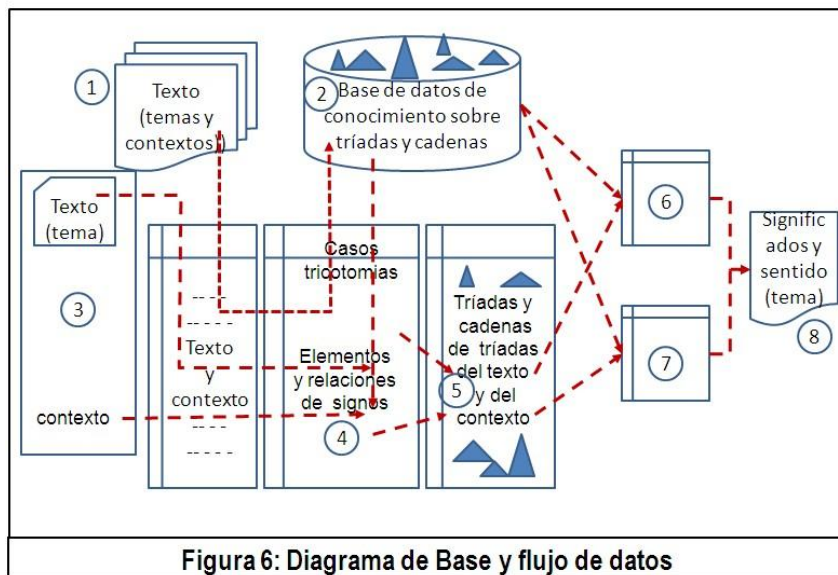 1
Texto
(temas y
contextos)
2
Base de datos de
conocimiento sobre
tríadas y cadenas
Texto
(tema)
3
contexto
-- - -
-- - - -
Texto
y
contexto
-- - -
-- - - -
Casos
tricotomias
Elementos
y relaciones
de signos
4
Tríadas y
cadenas
de tríadas
del texto
y del
contexto
5
6
7
Signific
ados y
sentido
(tema)
8
Figura 6: Diagrama de Base y flujo de datos